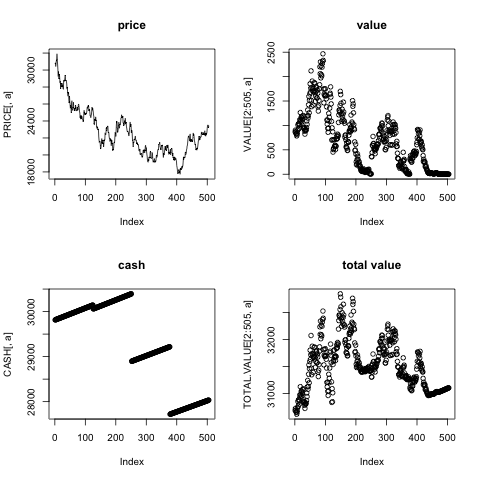 price
PRICE[, a]
18000 24000 30000
0 100 200 300 400 500
Index
value
VALUE[2:505, a]
0 500 1500 2500
0 100 200 300 400 500
Index
cash
CASH[, a]
28000 29000 30000
0 100 200 300 400 500
Index
total value
TOTAL.VALUE[2:505, a]
31000 32000
0 100 200 300 400 500
Index